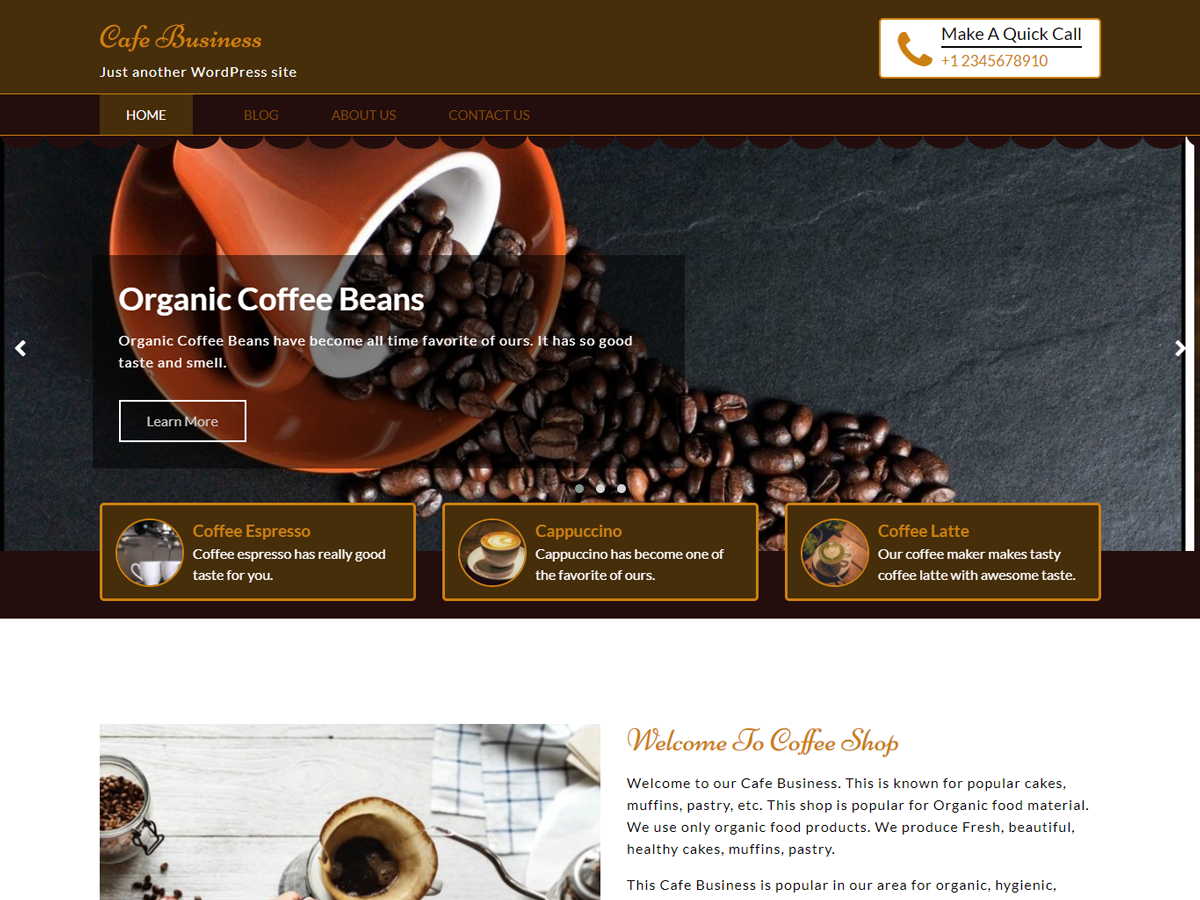 Cafe Business
Just another WordPress site
Make A Quick Call
+1 2345678910
HOME
BLOG
ABOUT US
CONTACT US
Organic Coffee Beans
Organic Coffee Beans have become all time favorite of ours. It has so good
taste and smell.
Learn More
Coffee Espresso
Coffee espresso has really good
taste for you.
Cappuccino
Cappuccino has become one of
the favorite of ours.
Coffee Latte
Our coffee maker makes tasty
coffee latte with awesome taste.
Welcome To Coffee Shop
Welcome to our Cafe Business. This is known for popular cakes,
muffins, pastry, etc. This shop is popular for Organic food material.
We use only organic food products. We produce Fresh, beautiful,
healthy cakes, muffins, pastry.
This Cafe Business is popular in our area for organic, hygienic,